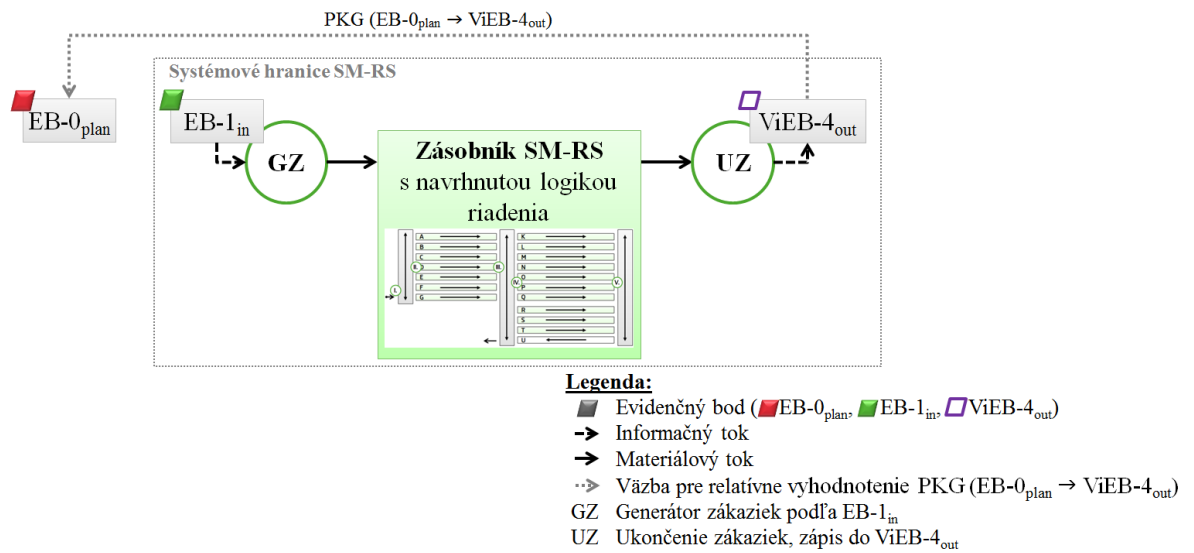 PKG (EB-0plan → ViEB-4out)
Systémové hranice SM-RS
EB-0plan
EB-1in
ViEB-4out
GZ
Zásobník SM-RS
s navrhnutou logikou
riadenia
UZ
A
B
C
D
E
F
G
K
L
M
N
O
P
Q
R
S
T
U
I.
II.
III.
IV.
V.
Legenda:
Evidenčný bod (EB-0plan, EB-1in, ViEB-4out)
Informačný tok
Materiálový tok
Väzba pre relatívne vyhodnotenie PKG (EB-0plan → ViEB-4out)
GZ Generátor zákaziek podľa EB-1in
UZ Ukončenie zákaziek, zápis do ViEB-4out